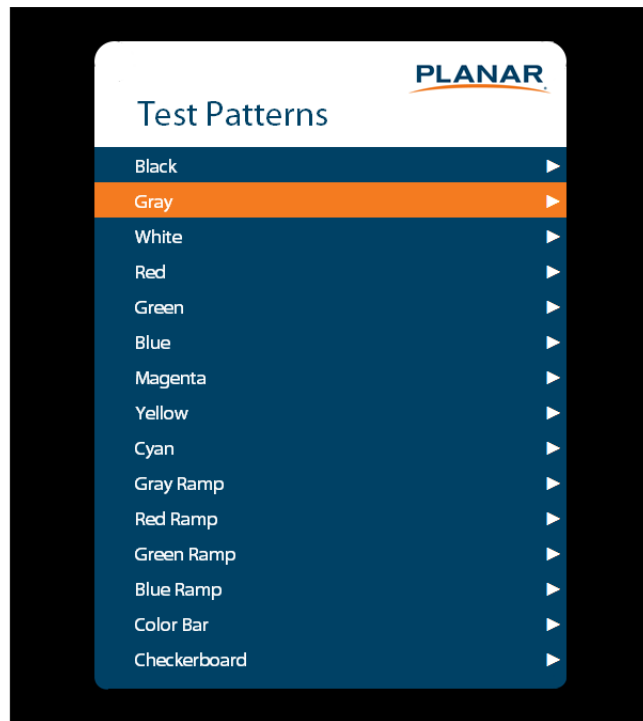 PLANAR
Test Patterns
Black
Gray
White
Red
Green
Blue
Magenta
Yellow
Cyan
Gray Ramp
Red Ramp
Green Ramp
Blue Ramp
Color Bar
Checkerboard